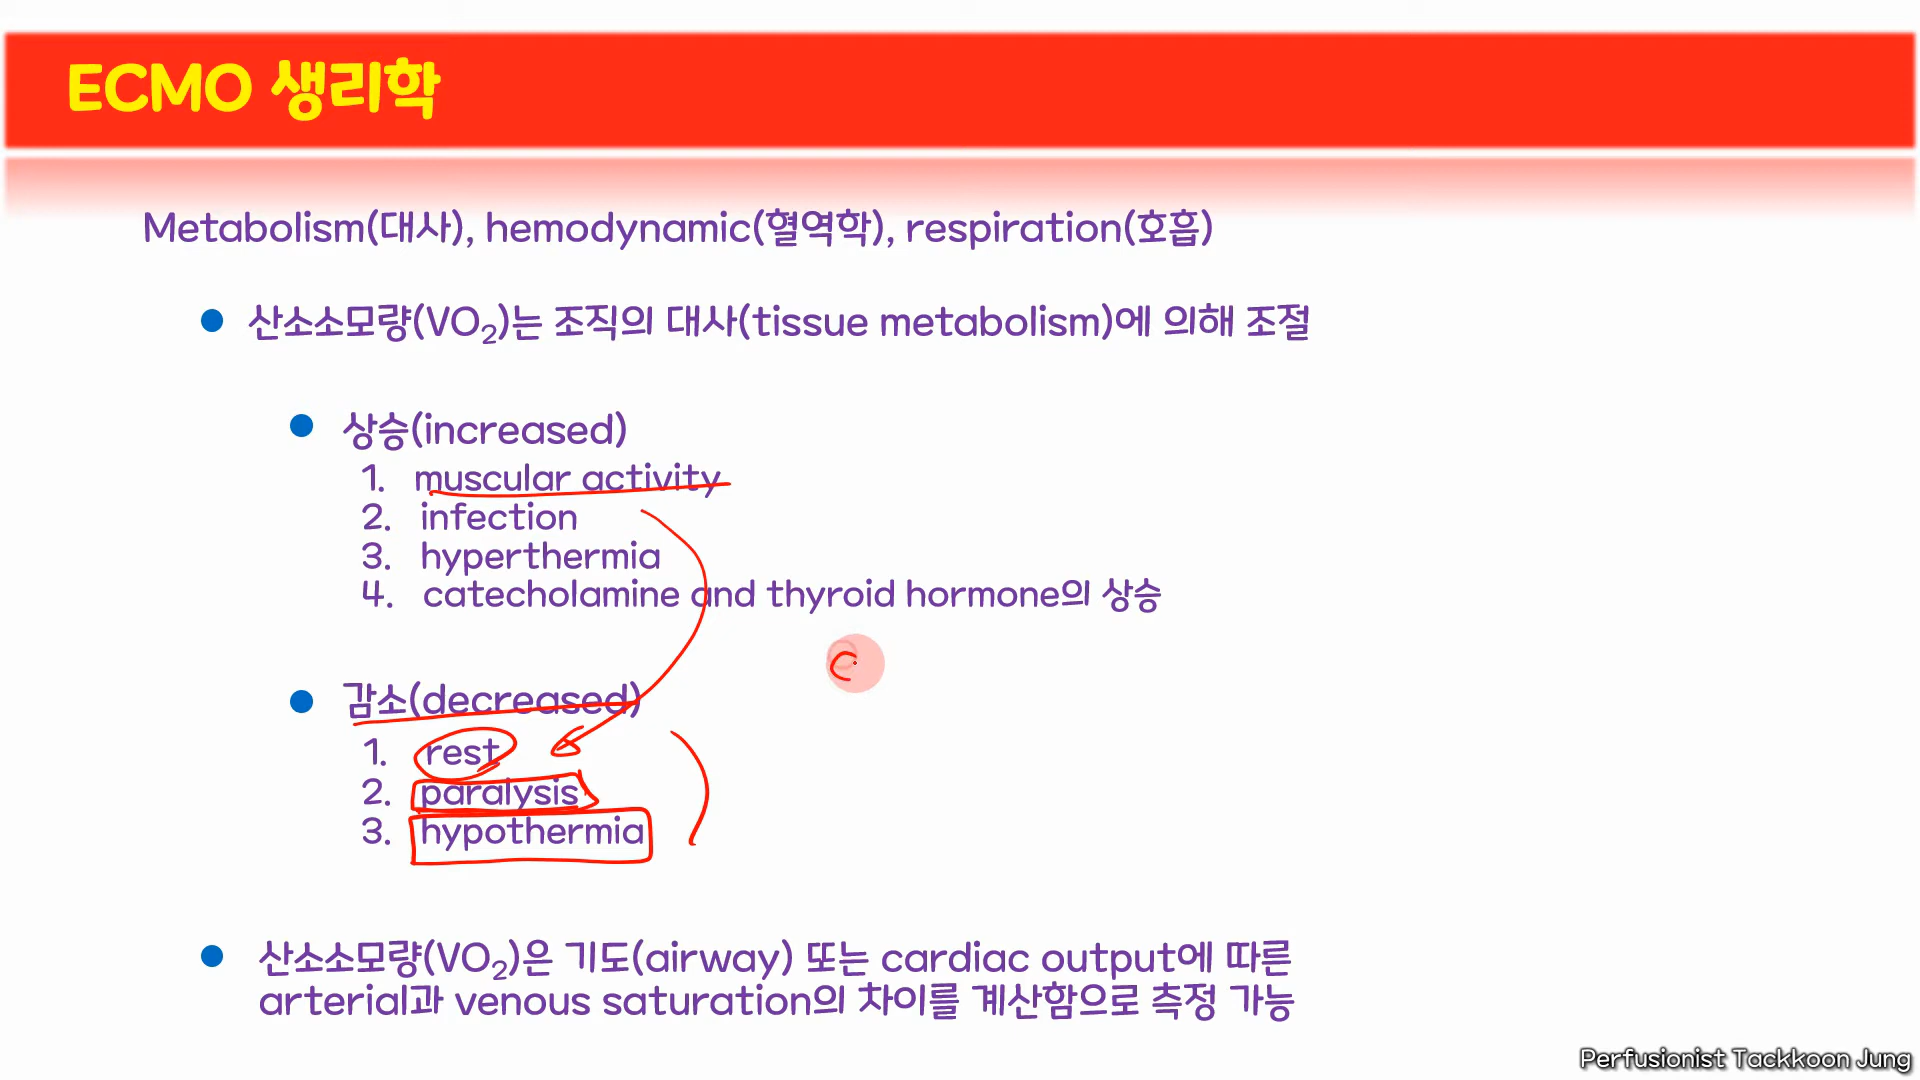 ECMO 생리학
Metabolism(대사), hemodynamic(혈역학), respiration(호흡)
산소소모량(VO₂)는 조직의 대사(tissue metabolism)에 의해 조절
상승(increased)
1. muscular activity
2. infection
3. hyperthermia
4. catecholamine and thyroid hormone의 상승
감소(decreased)
1. rest
2. paralysis
3. hypothermia
산소소모량(VO₂)은 기도(airway) 또는 cardiac output에 따른
arterial과 venous saturation의 차이를 계산함으로 측정 가능
Perfusionist Tackkoon Jung